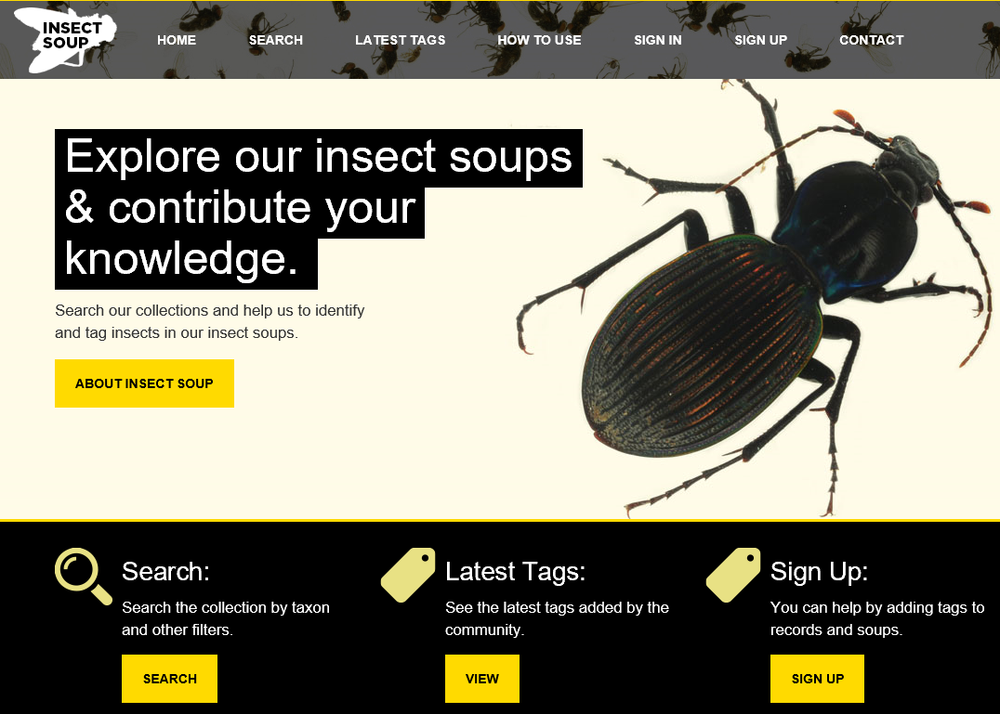 INSECT
SOUP
HOME SEARCH LATEST TAGS HOW TO USE SIGN IN SIGN UP CONTACT
Explore our insect soups
& contribute your
knowledge.
Search our collections and help us to identify
and tag insects in our insect soups.
ABOUT INSECT SOUP
Search:
Search the collection by taxon
and other filters.
SEARCH
Latest Tags:
See the latest tags added by the
community.
VIEW
Sign Up:
You can help by adding tags to
records and soups.
SIGN UP